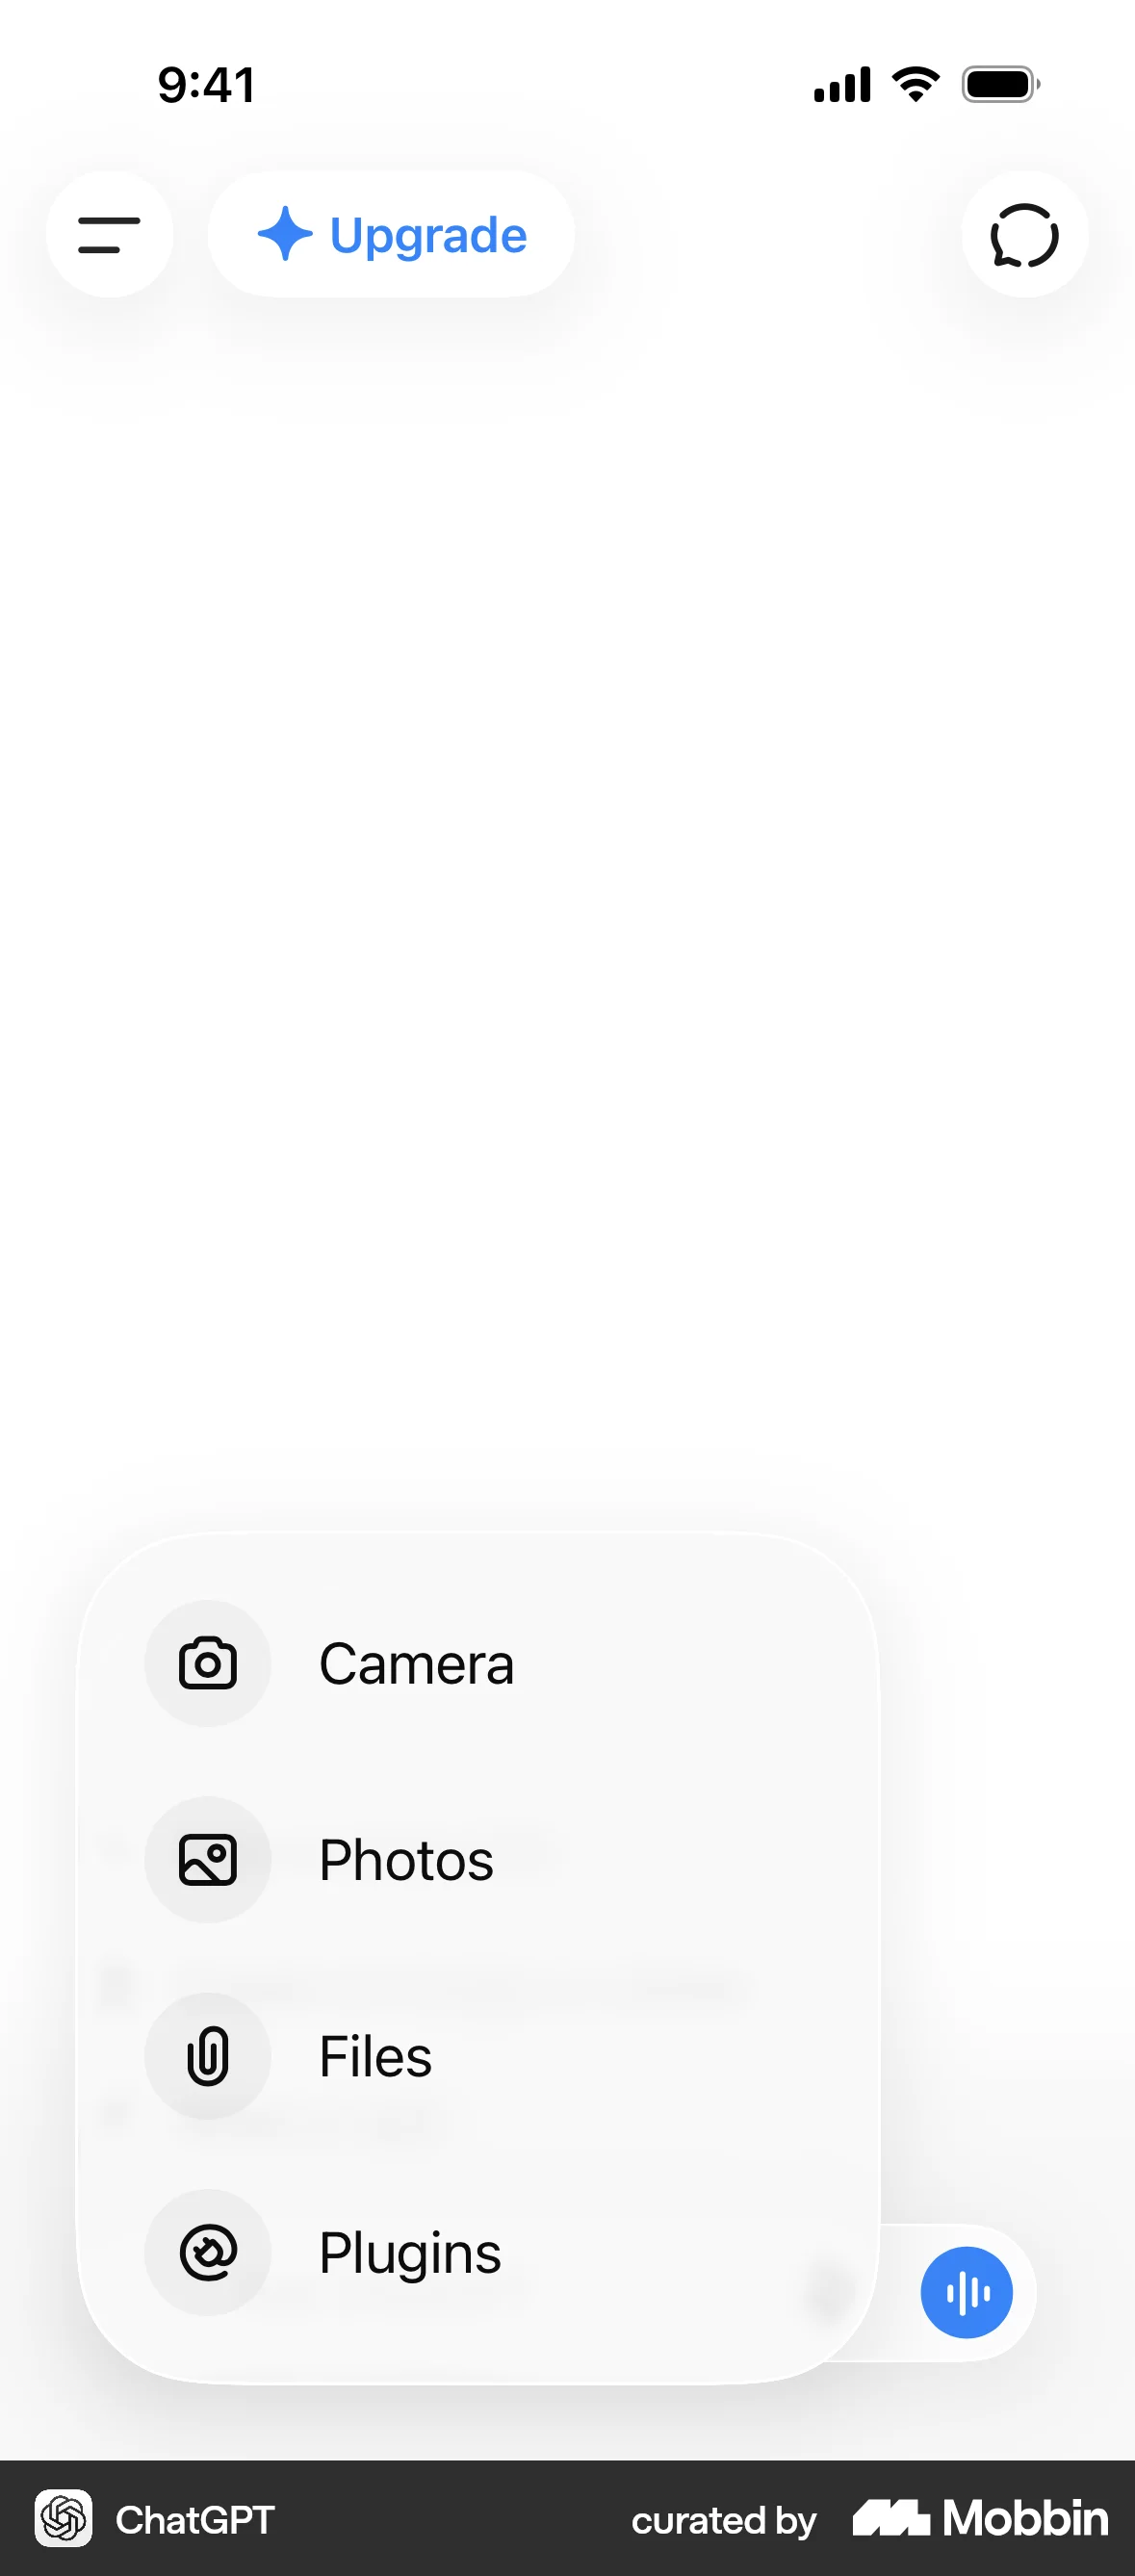 9:41
Upgrade
Camera
Photos
Files
Plugins
ChatGPT
curated by Mobbin